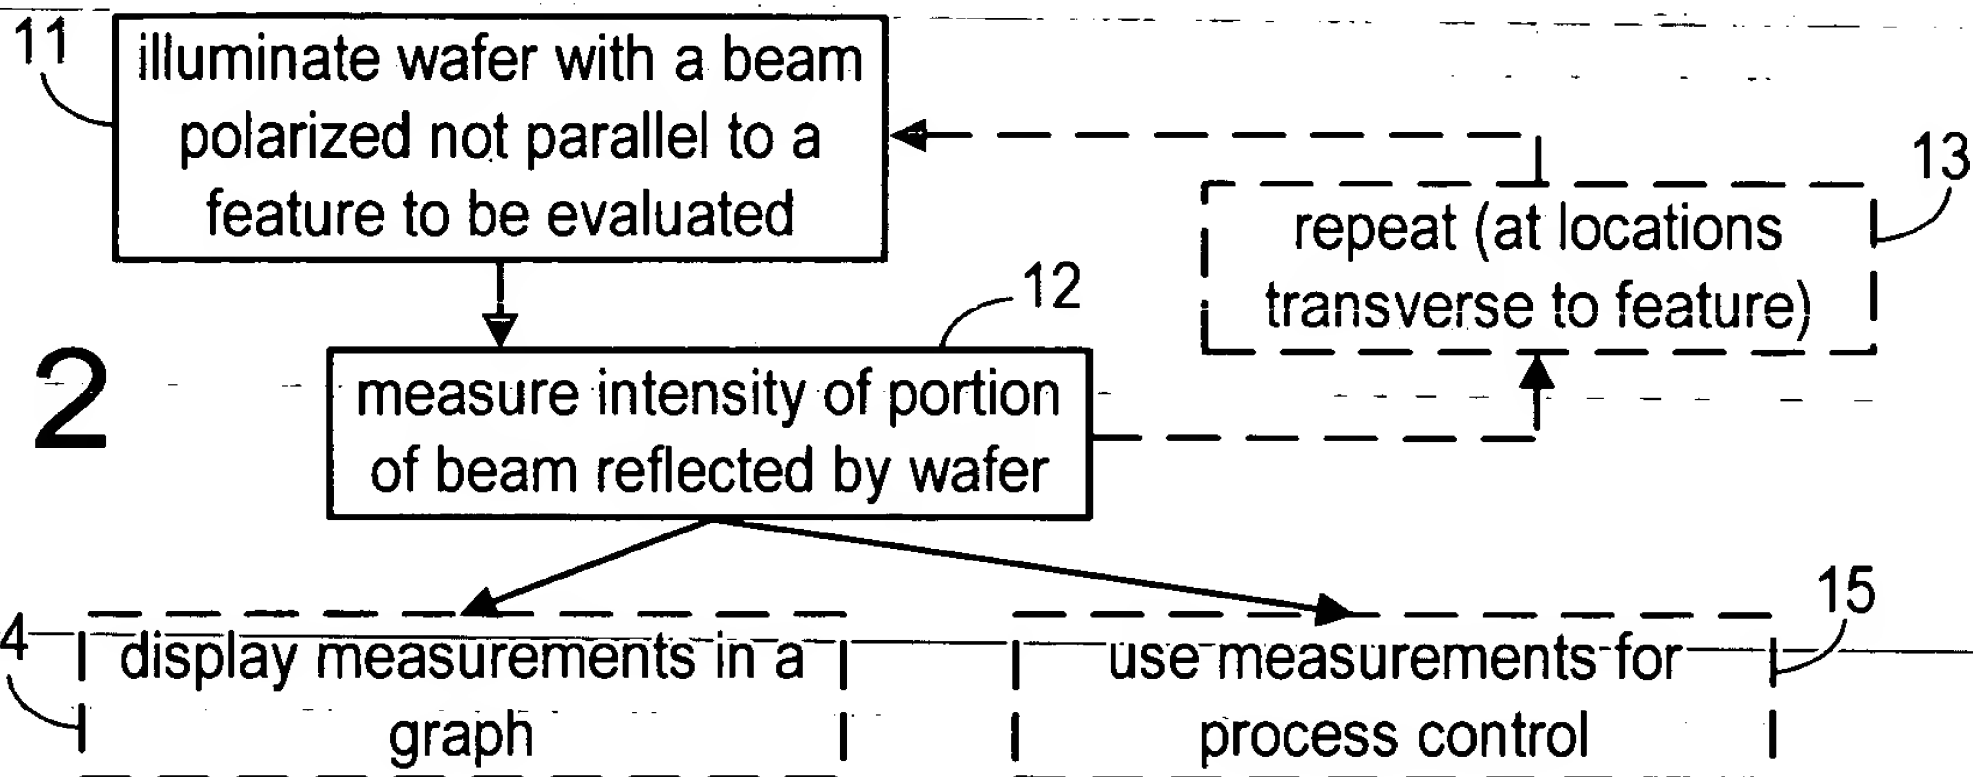 11
illuminate wafer with a beam
polarized not parallel to a
feature to be evaluated
13
repeat (at locations
transverse to feature)
12
2
measure intensity of portion
of beam reflected by wafer
4
display measurements in a
graph
15
use measurements for
process control